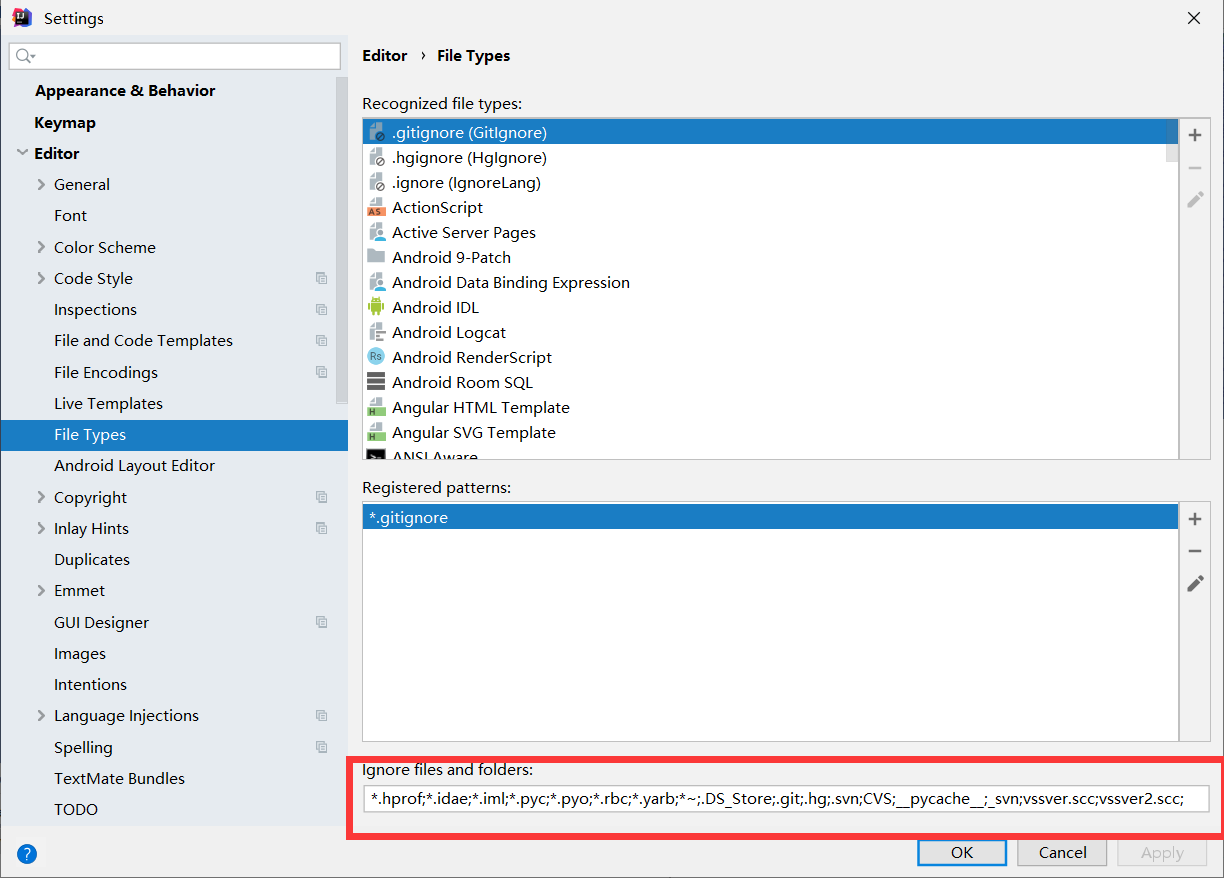 Settings
Appearance & Behavior
Keymap
Editor
General
Font
Color Scheme
Code Style
Inspections
File and Code Templates
File Encodings
Live Templates
File Types
Android Layout Editor
Copyright
Inlay Hints
Duplicates
Emmet
GUI Designer
Images
Intentions
Language Injections
Spelling
TextMate Bundles
TODO
Editor › File Types
Recognized file types:
.gitignore (GitIgnore)
.hgignore (HgIgnore)
.ignore (IgnoreLang)
AS ActionScript
Active Server Pages
Android 9-Patch
Android Data Binding Expression
Android IDL
Android Logcat
Rs Android RenderScript
Android Room SQL
H Angular HTML Template
H Angular SVG Template
ANSI Aware
Registered patterns:
*.gitignore
Ignore files and folders:
*.hprof;*.idae;*.iml;*.pyc;*.pyo;*.rbc;*.yarb;*~;.DS_Store;.git;.hg;.svn;CVS;__pycache__;_svn;vssver.scc;vssver2.scc;
?
OK
Cancel
Apply